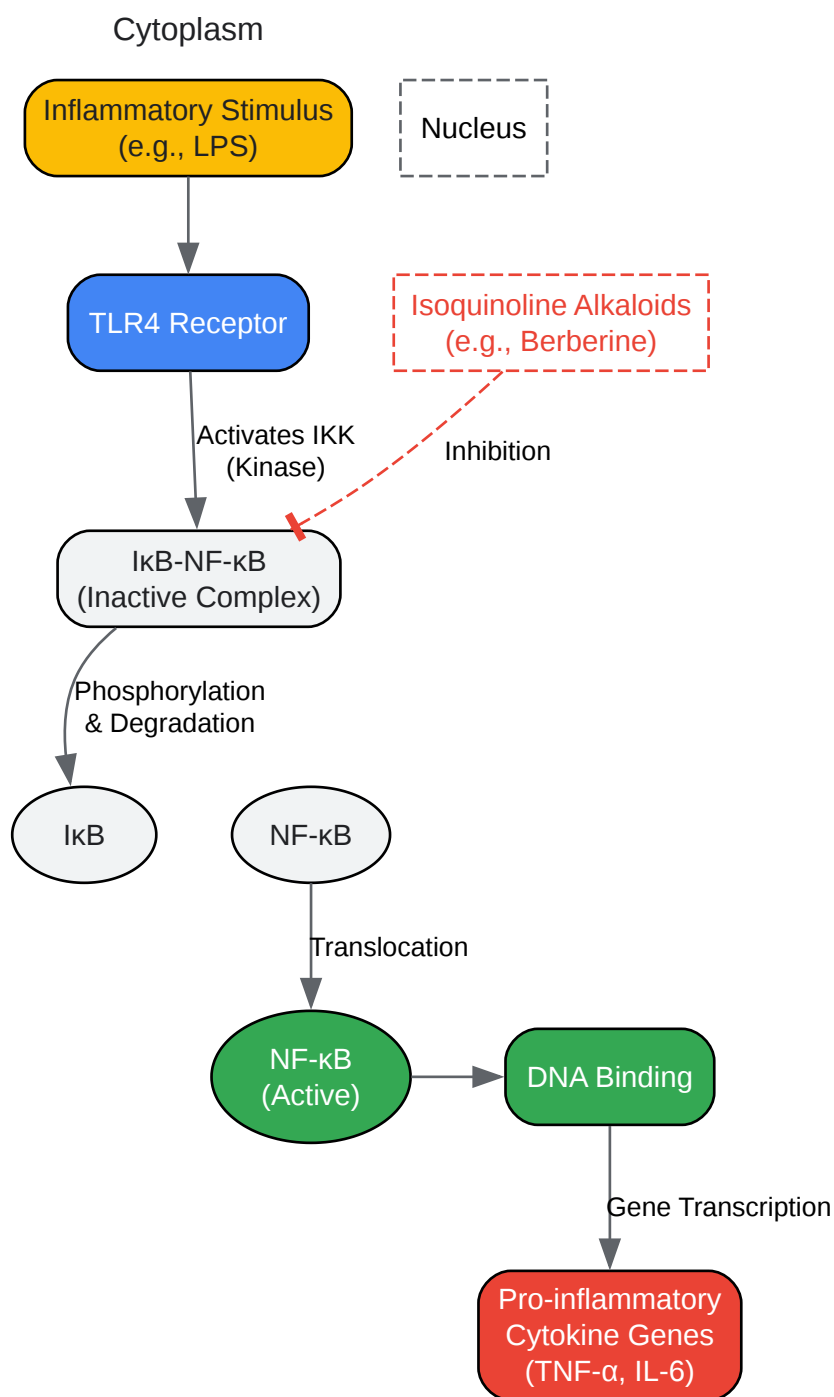 Cytoplasm
Inflammatory Stimulus
(e.g., LPS)
Nucleus
TLR4 Receptor
Isoquinoline Alkaloids
(e.g., Berberine)
Activates IKK
(Kinase)
Inhibition
IκB-NF-κB
(Inactive Complex)
Phosphorylation
& Degradation
IκB
NF-κB
Translocation
NF-κB
(Active)
DNA Binding
Gene Transcription
Pro-inflammatory
Cytokine Genes
(TNF-α, IL-6)